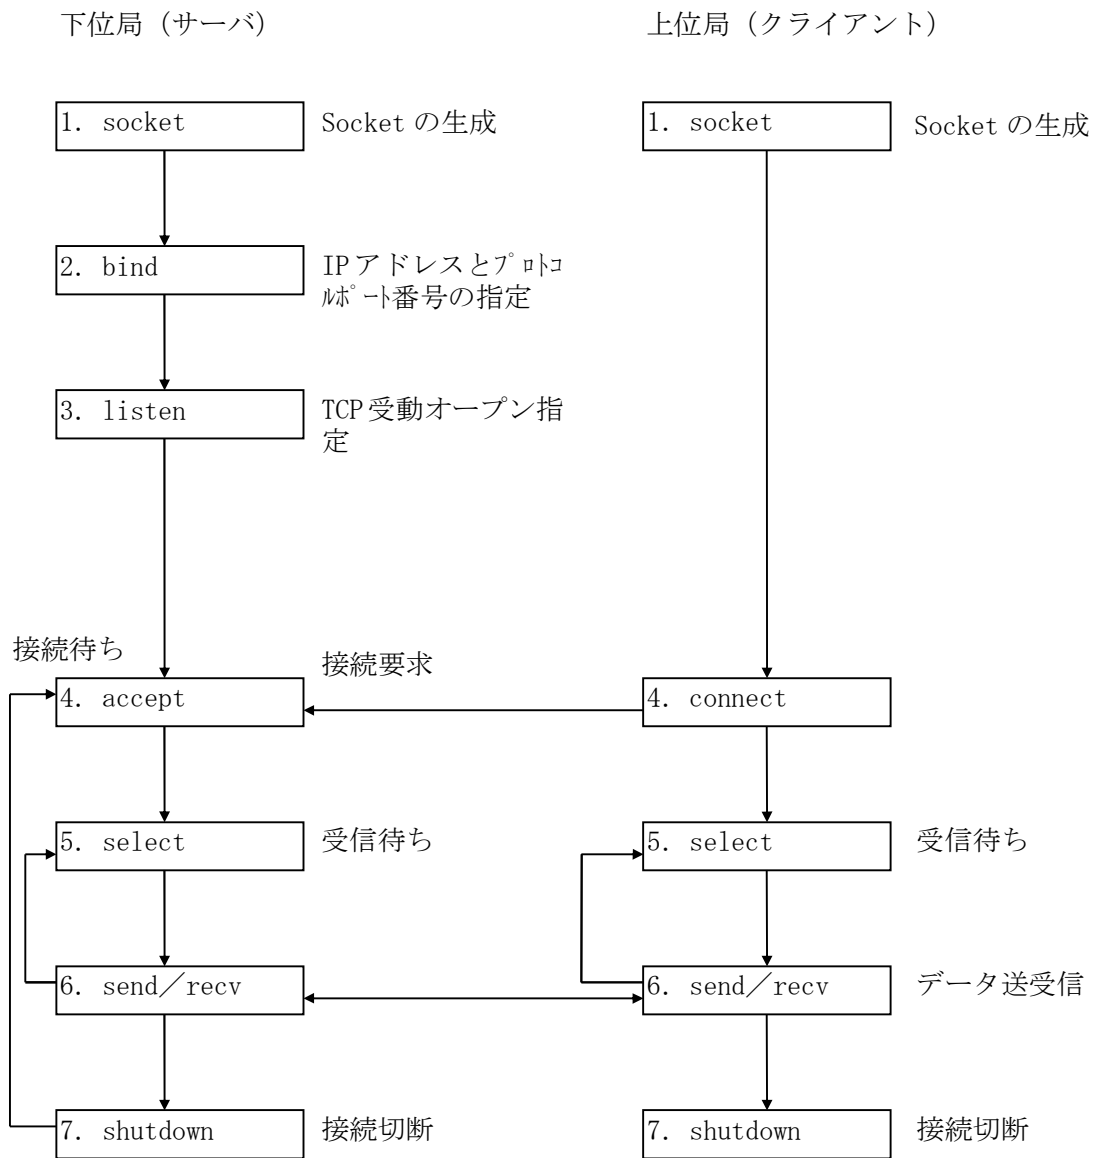 下位局（サーバ）
上位局（クライアント）
1. socket
Socket の生成
1. socket
Socket の生成
2. bind
IPアドレスとﾌﾟﾛﾄｺ
ﾙﾎﾟｰﾄ番号の指定
3. listen
TCP受動オープン指
定
接続待ち
接続要求
4. accept
4. connect
5. select
受信待ち
5. select
受信待ち
6. send／recv
6. send／recv
データ送受信
7. shutdown
接続切断
7. shutdown
接続切断